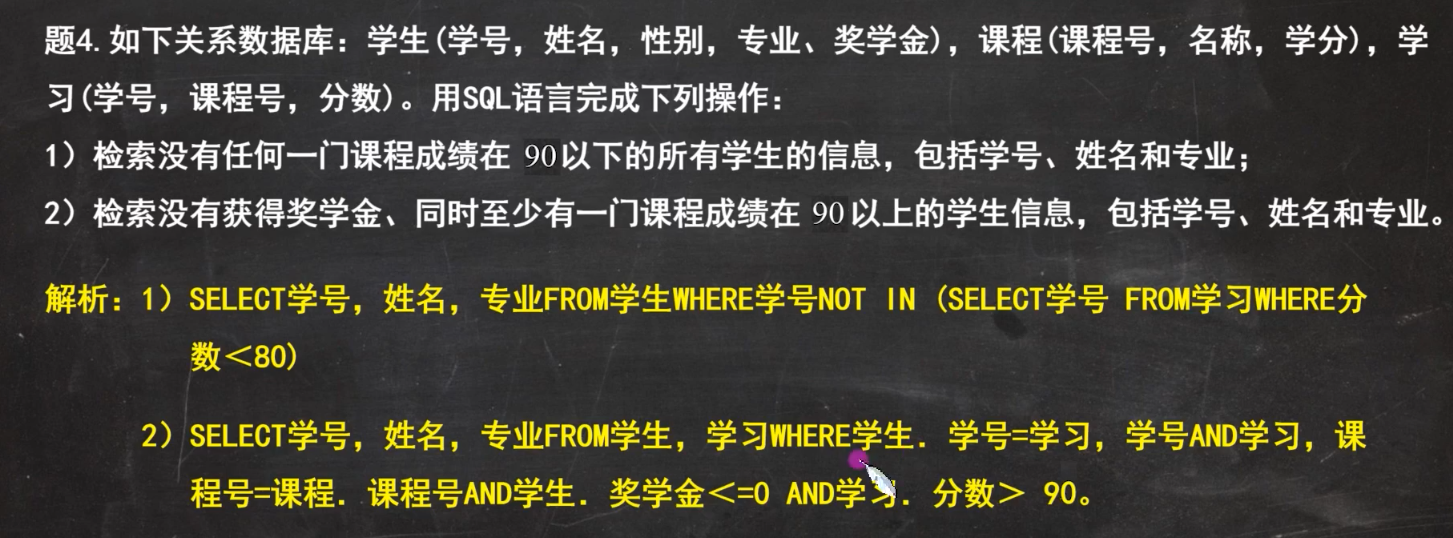 题4.如下关系数据库：学生(学号，姓名，性别，专业、奖学金)，课程(课程号，名称，学分)，学
习(学号，课程号，分数)。用SQL语言完成下列操作：
1）检索没有任何一门课程成绩在 90以下的所有学生的信息，包括学号、姓名和专业；
2）检索没有获得奖学金、同时至少有一门课程成绩在 90以上的学生信息，包括学号、姓名和专业。
解析：1）SELECT学号，姓名，专业FROM学生WHERE学号NOT IN (SELECT学号 FROM学习WHERE分
数＜80)
2）SELECT学号，姓名，专业FROM学生，学习WHERE学生．学号=学习，学号AND学习，课
程号=课程．课程号AND学生．奖学金＜=0 AND学习．分数＞ 90。